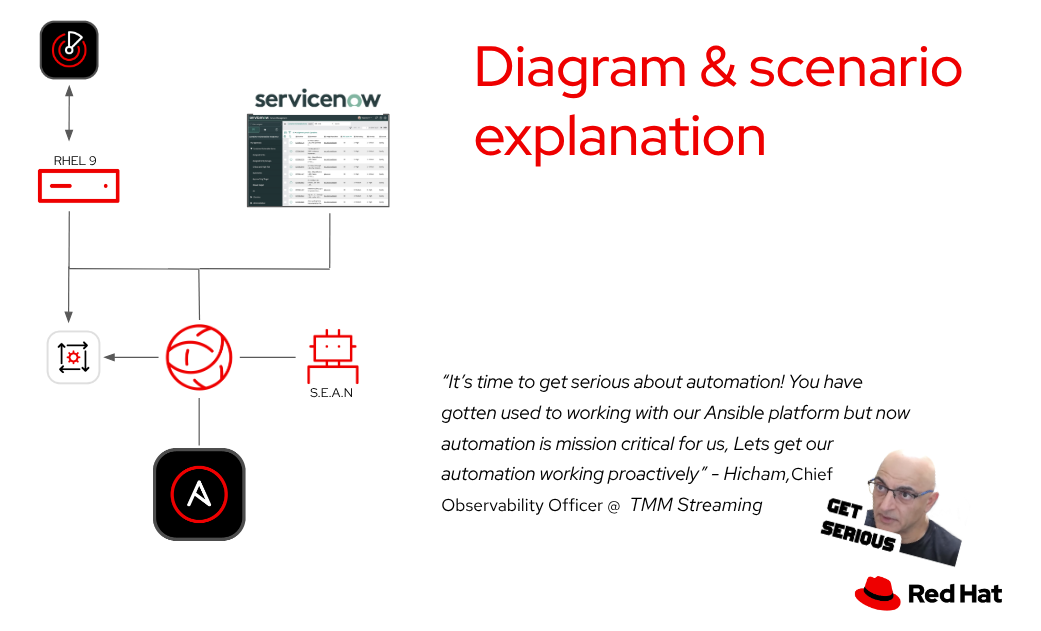 Diagram & scenario
explanation
servicenow
RHEL 9
S.E.A.N
“It’s time to get serious about automation! You have
gotten used to working with our Ansible platform but now
automation is mission critical for us, Lets get our
automation working proactively” - Hicham,Chief
Observability Officer @ TMM Streaming
GET
SERIOUS
Red Hat